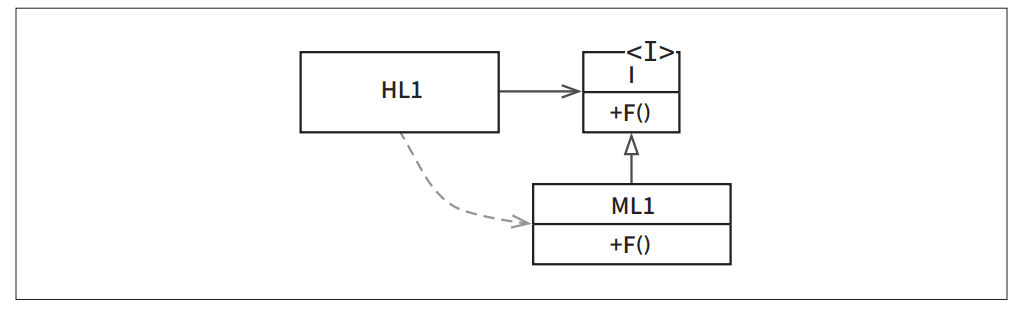 HL1
<I>
I
+F()
ML1
+F()